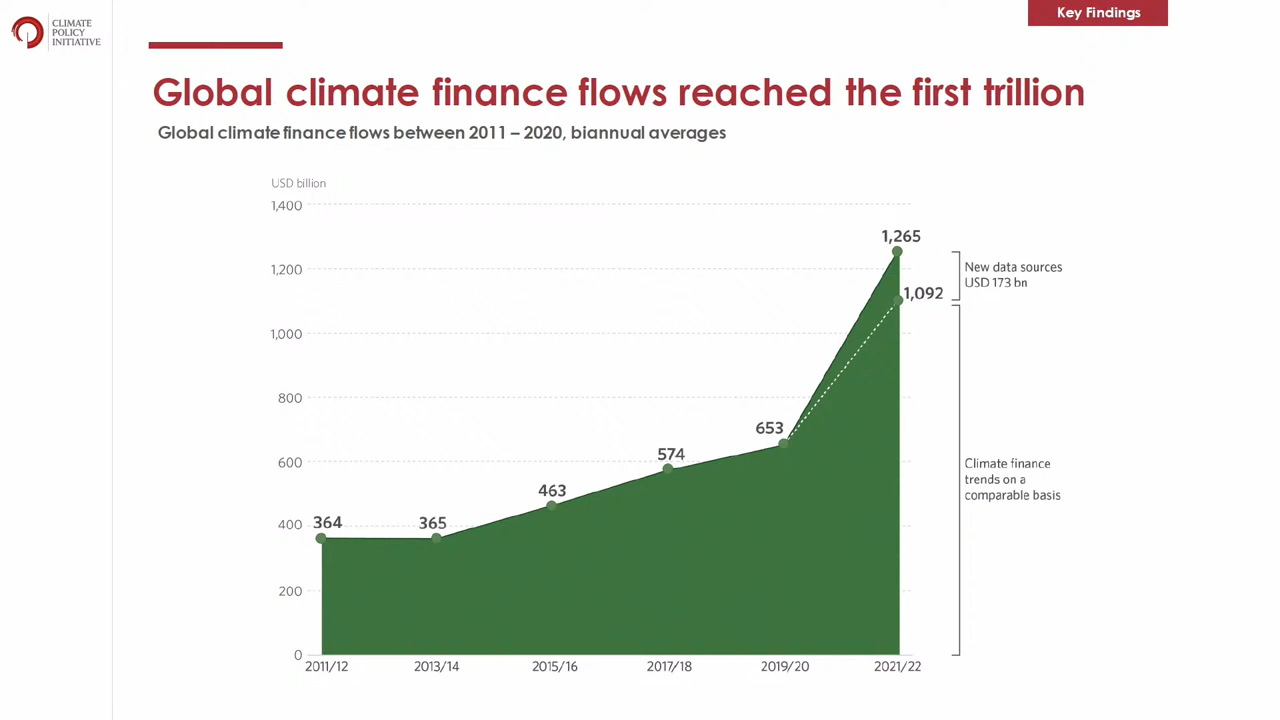 CLIMATE
POLICY
INITIATIVE
Key Findings
Global climate finance flows reached the first trillion
Global climate finance flows between 2011 – 2020, biannual averages
USD billion
1,400
1,200
1,000
800
600
400
200
0
364
365
463
574
653
1,265
1,092
New data sources
USD 173 bn
Climate finance
trends on a
comparable basis
2011/12 2013/14 2015/16 2017/18 2019/20 2021/22